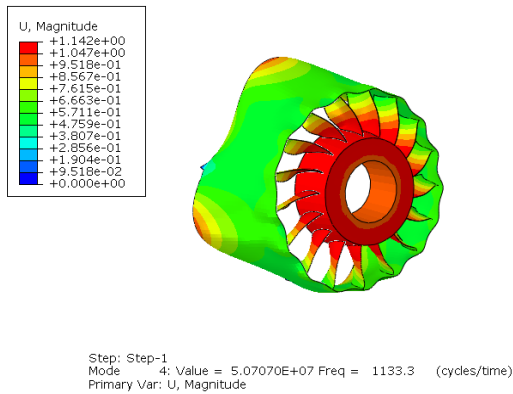 U, Magnitude
+1.142e+00
+1.047e+00
+9.518e-01
+8.567e-01
+7.615e-01
+6.663e-01
+5.711e-01
+4.759e-01
+3.807e-01
+2.856e-01
+1.904e-01
+9.518e-02
+0.000e+00
Step: Step-1
Mode 4: Value = 5.07070E+07 Freq = 1133.3 (cycles/time)
Primary Var: U, Magnitude